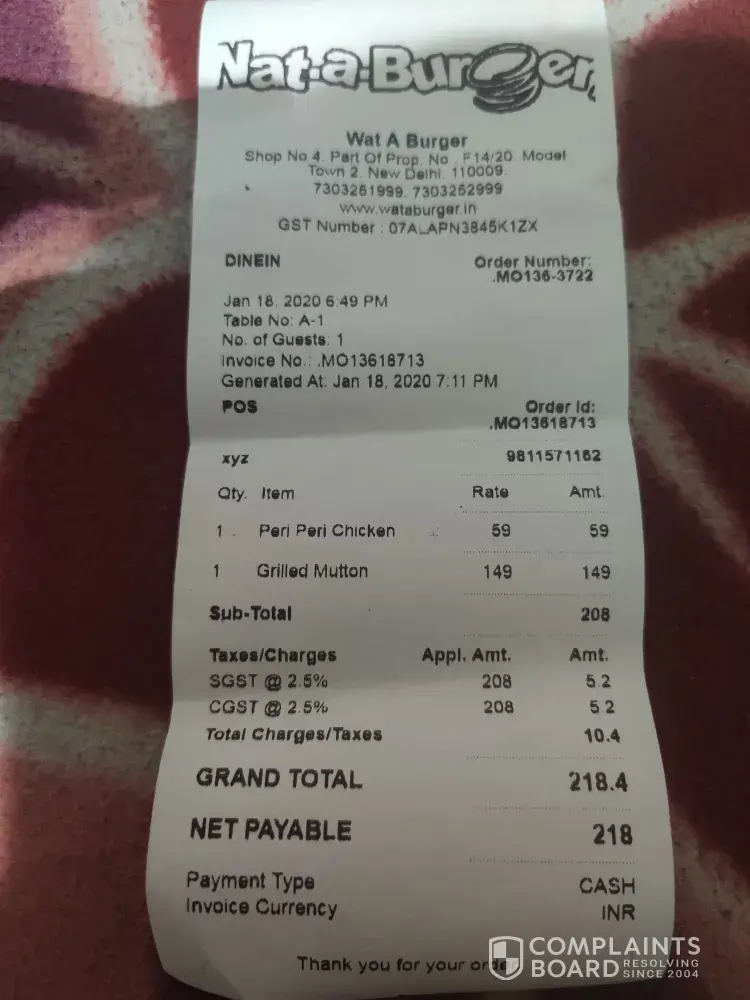 Wat-a-Burger
Wat A Burger
Shop No 4. Part Of Prop. No . F14/20. Model
Town 2. New Delhi. 110009.
7303261999, 7303252999
www.wataburger.in
GST Number : 07ALAPN3845K1ZX
DINEIN
Order Number:
.MO136-3722
Jan 18, 2020 6:49 PM
Table No: A-1
No. of Guests: 1
Invoice No.: .MO13618713
Generated At: Jan 18, 2020 7:11 PM
POS Order Id:
.MO13618713
xyz 9811571162
Qty. Item Rate Amt.
1 Peri Peri Chicken 59 59
1 Grilled Mutton 149 149
Sub-Total 208
Taxes/Charges Appl. Amt. Amt.
SGST @ 2.5% 208 5.2
CGST @ 2.5% 208 5.2
Total Charges/Taxes 10.4
GRAND TOTAL 218.4
NET PAYABLE 218
Payment Type CASH
Invoice Currency INR
Thank you for your order
COMPLAINTS
BOARD RESOLVING
SINCE 2004